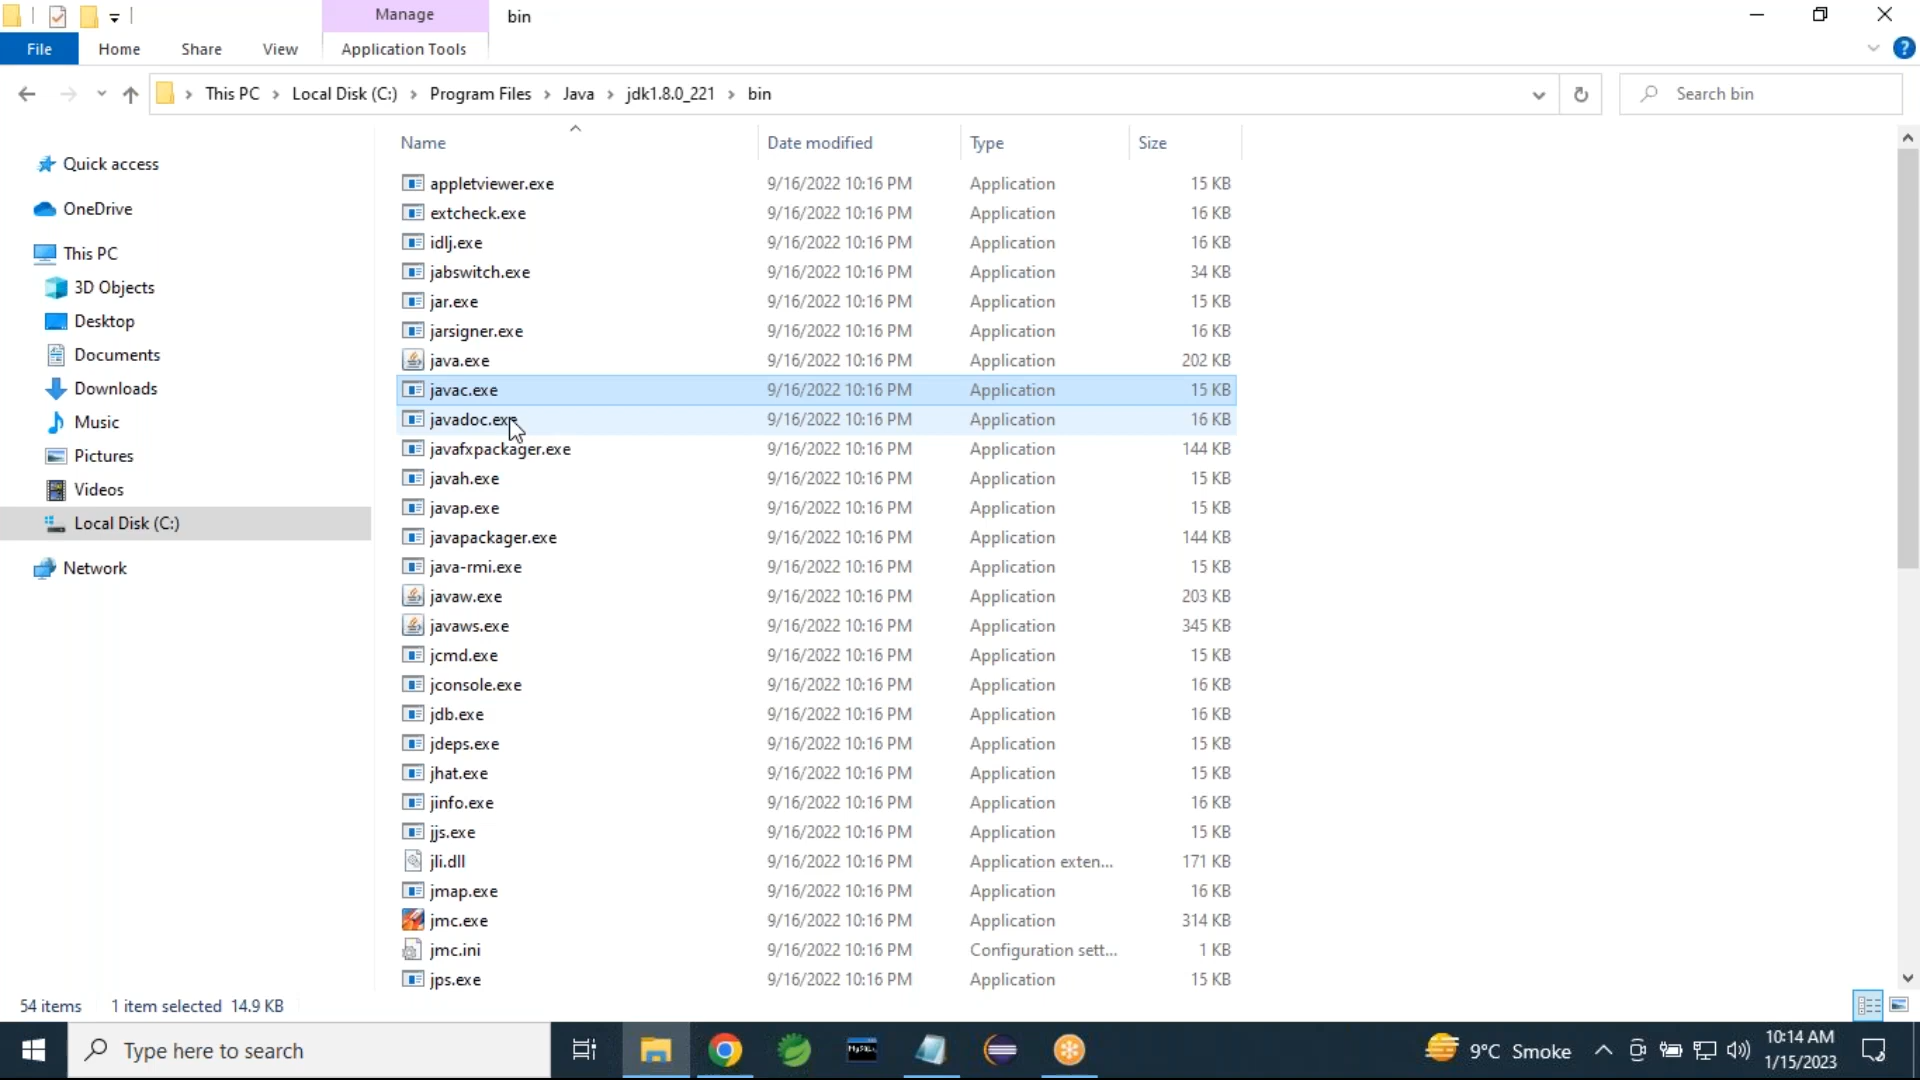 Manage bin
File Home Share View Application Tools ?
This PC Local Disk (C:) Program Files Java jdk1.8.0_221 bin Search bin
Quick access
OneDrive
This PC
3D Objects
Desktop
Documents
Downloads
Music
Pictures
Videos
Local Disk (C:)
Network
Name Date modified Type Size
appletviewer.exe 9/16/2022 10:16 PM Application 15 KB
extcheck.exe 9/16/2022 10:16 PM Application 16 KB
idlj.exe 9/16/2022 10:16 PM Application 16 KB
jabswitch.exe 9/16/2022 10:16 PM Application 34 KB
jar.exe 9/16/2022 10:16 PM Application 15 KB
jarsigner.exe 9/16/2022 10:16 PM Application 16 KB
java.exe 9/16/2022 10:16 PM Application 202 KB
javac.exe 9/16/2022 10:16 PM Application 15 KB
javadoc.exe 9/16/2022 10:16 PM Application 16 KB
javafxpackager.exe 9/16/2022 10:16 PM Application 144 KB
javah.exe 9/16/2022 10:16 PM Application 15 KB
javap.exe 9/16/2022 10:16 PM Application 15 KB
javapackager.exe 9/16/2022 10:16 PM Application 144 KB
java-rmi.exe 9/16/2022 10:16 PM Application 15 KB
javaw.exe 9/16/2022 10:16 PM Application 203 KB
javaws.exe 9/16/2022 10:16 PM Application 345 KB
jcmd.exe 9/16/2022 10:16 PM Application 15 KB
jconsole.exe 9/16/2022 10:16 PM Application 16 KB
jdb.exe 9/16/2022 10:16 PM Application 16 KB
jdeps.exe 9/16/2022 10:16 PM Application 15 KB
jhat.exe 9/16/2022 10:16 PM Application 15 KB
jinfo.exe 9/16/2022 10:16 PM Application 16 KB
jjs.exe 9/16/2022 10:16 PM Application 15 KB
jli.dll 9/16/2022 10:16 PM Application exten... 171 KB
jmap.exe 9/16/2022 10:16 PM Application 16 KB
jmc.exe 9/16/2022 10:16 PM Application 314 KB
jmc.ini 9/16/2022 10:16 PM Configuration sett... 1 KB
jps.exe 9/16/2022 10:16 PM Application 15 KB
54 items 1 item selected 14.9 KB
Type here to search 9°C Smoke 10:14 AM
1/15/2023